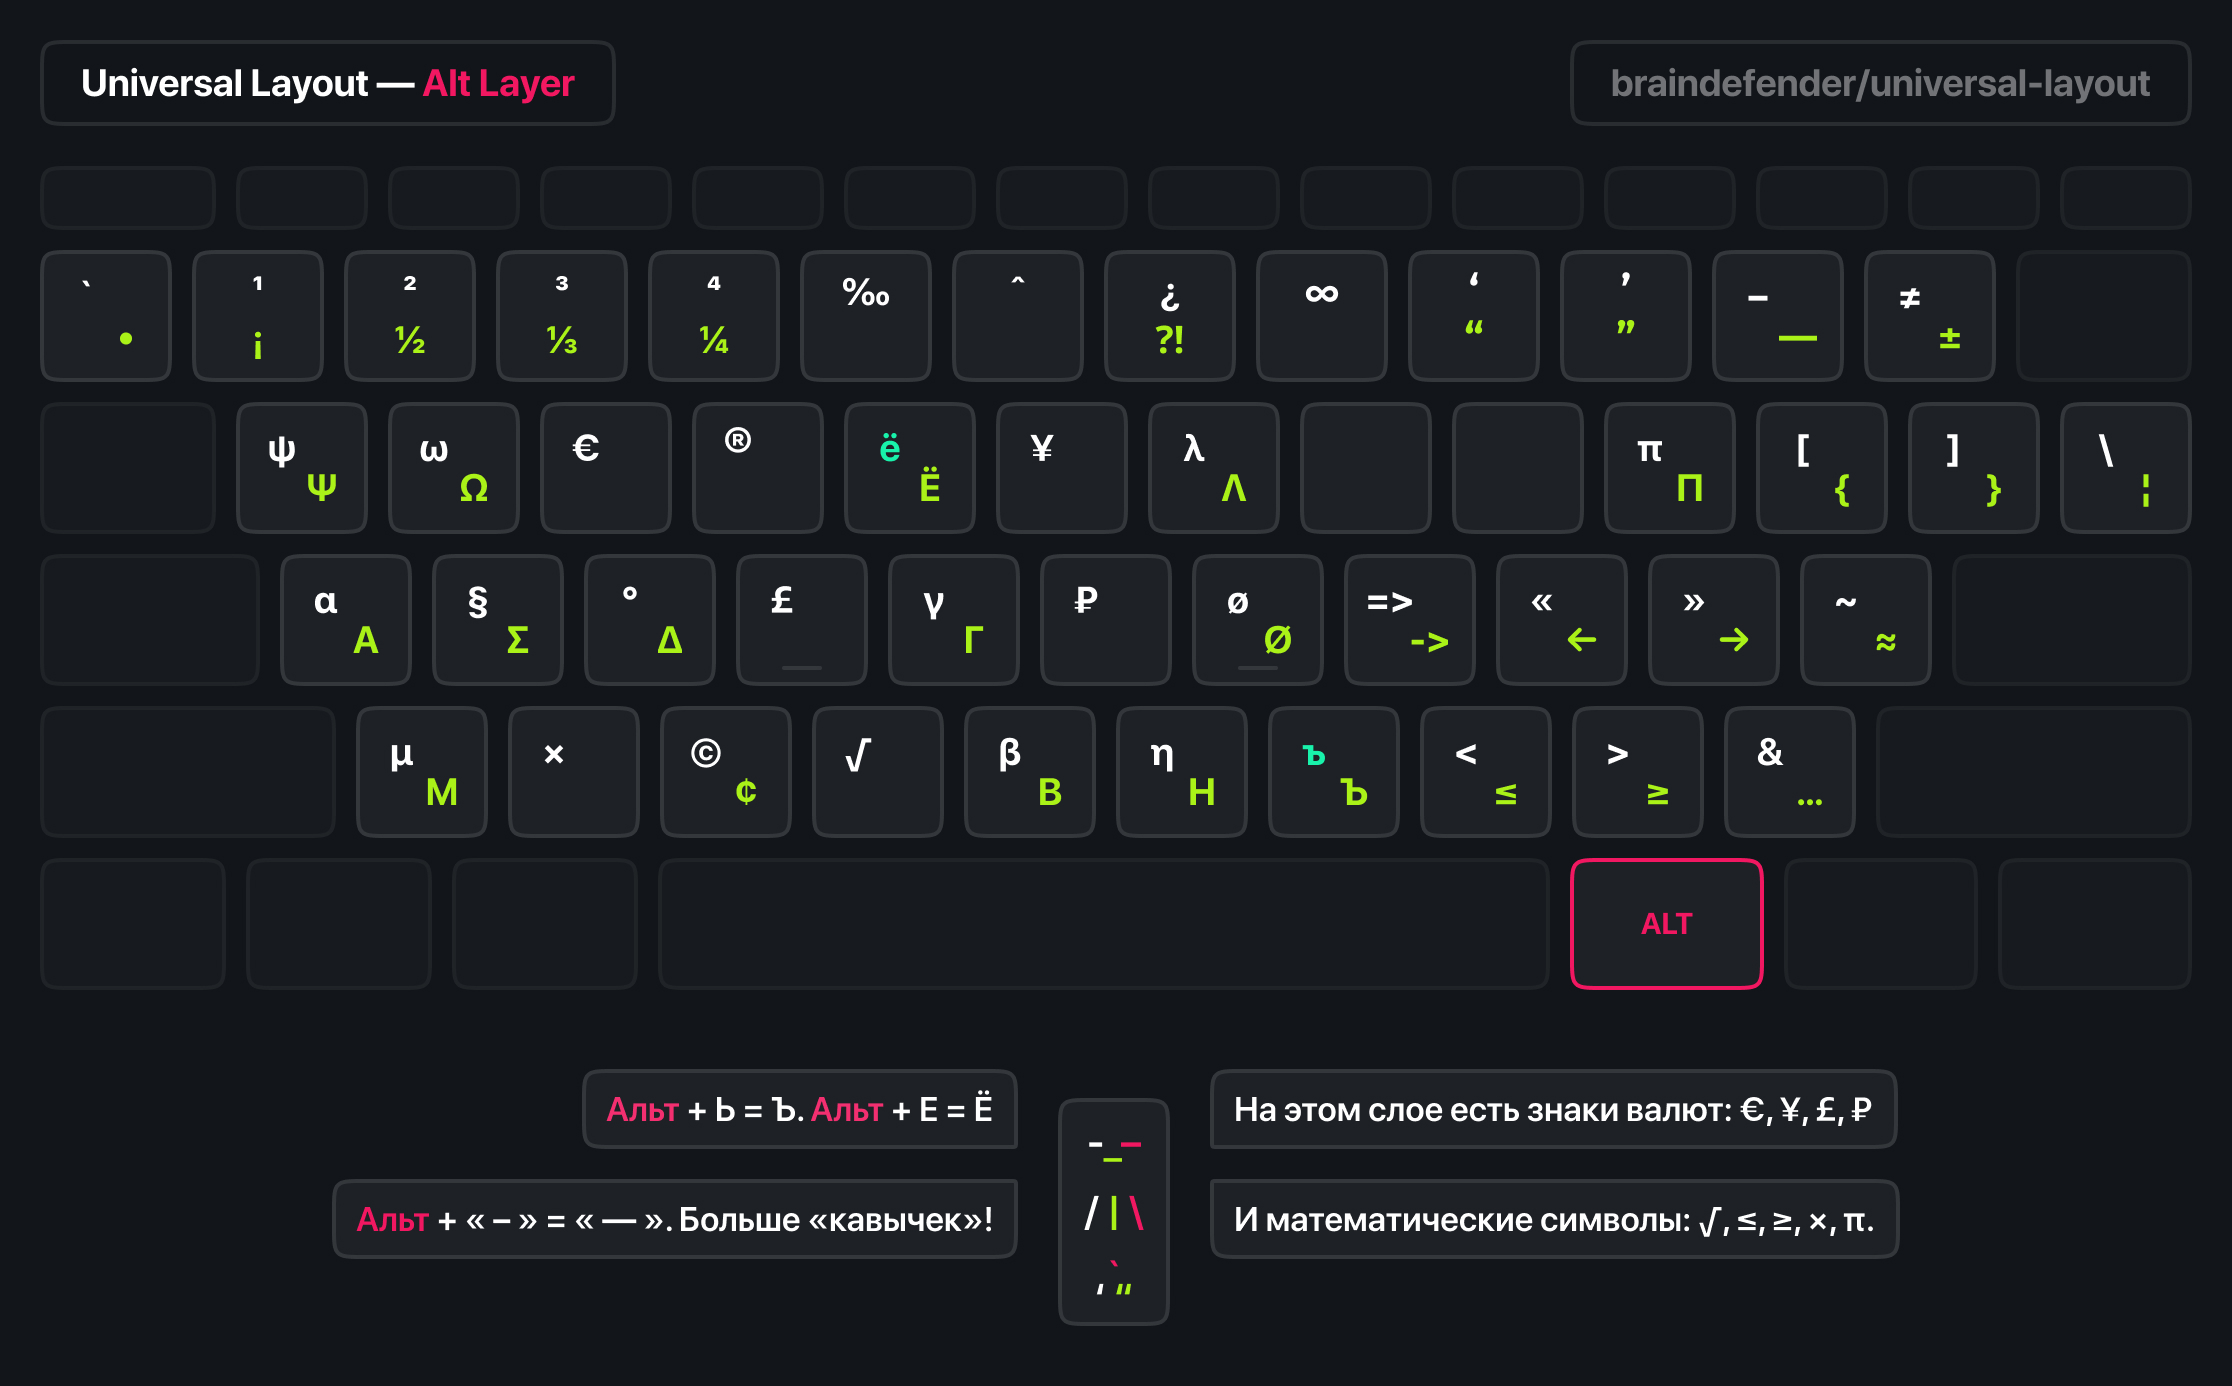 Universal Layout — Alt Layer
braindefender/universal-layout
` ¹ ² ³ ⁴ ‰ ˆ ¿ ∞ ‘ ’ – ≠
• ¡ ½ ⅓ ¼ ?! “ ” — ±
ψ ω € ® ë ¥ λ π [ ] \
Ψ Ω Ë Λ Π { } ¦
α § ° £ γ ₽ ø => « » ~
Α Σ Δ Γ Ø -> ← → ≈
μ × © √ β η ъ < > &
Μ ¢ Β Η Ъ ≤ ≥ …
ALT
Альт + Ь = Ъ. Альт + Е = Ё
Альт + « – » = « — ». Больше «кавычек»!
- _ –
/ | \
` ' "
На этом слое есть знаки валют: €, ¥, £, ₽
И математические символы: √, ≤, ≥, ×, π.